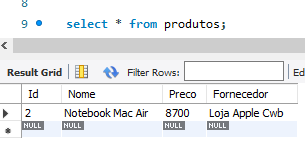 8
9 select * from produtos;
Result Grid Filter Rows: Ed
Id Nome Preco Fornecedor
2 Notebook Mac Air 8700 Loja Apple Cwb
NULL NULL NULL NULL